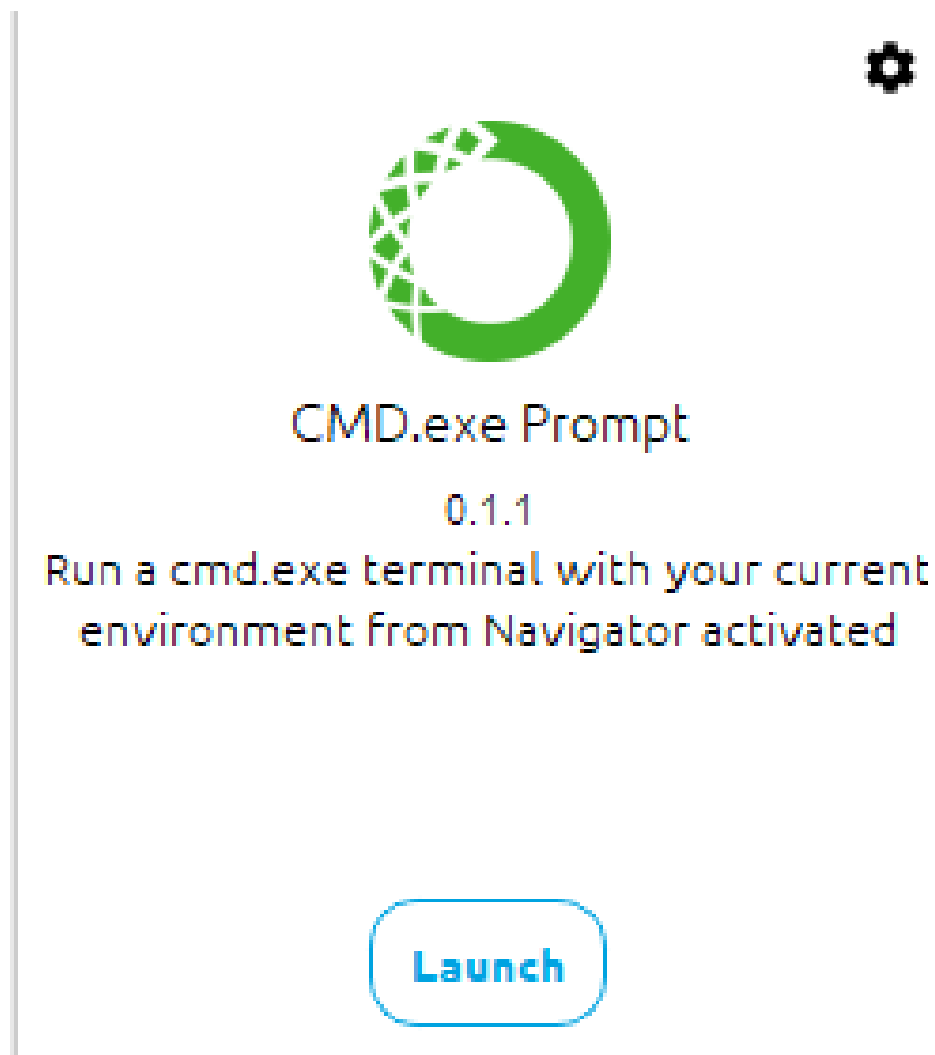 CMD.exe Prompt
0.1.1
Run a cmd.exe terminal with your current
environment from Navigator activated
Launch